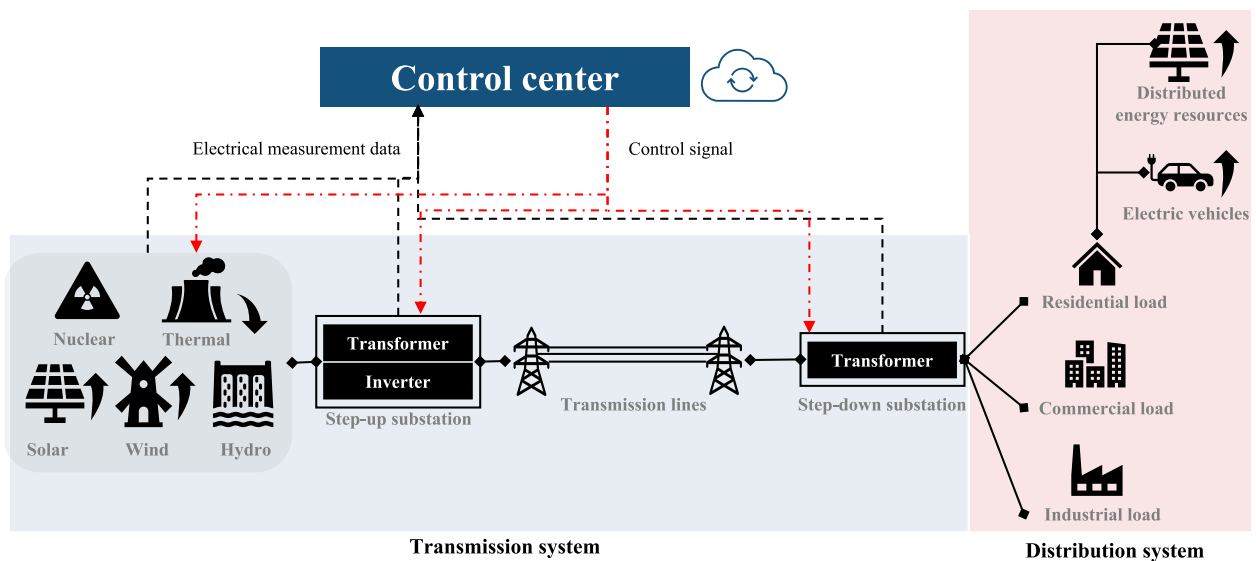 Control center
Electrical measurement data
Control signal
Distributed
energy resources
Electric vehicles
Nuclear
Thermal
Solar
Wind
Hydro
Transformer
Inverter
Step-up substation
Transmission lines
Transformer
Step-down substation
Residential load
Commercial load
Industrial load
Transmission system
Distribution system